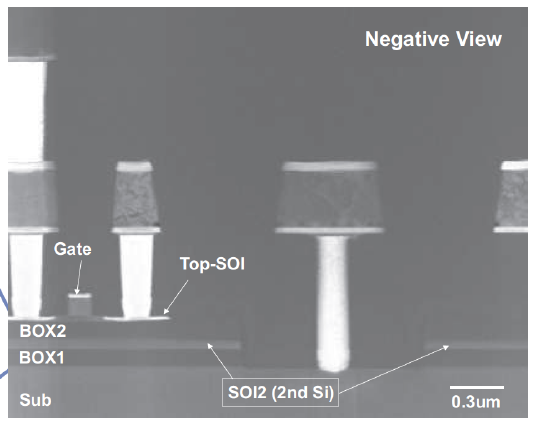 Negative View
Gate
Top-SOI
BOX2
BOX1
SOI2 (2nd Si)
Sub
0.3um